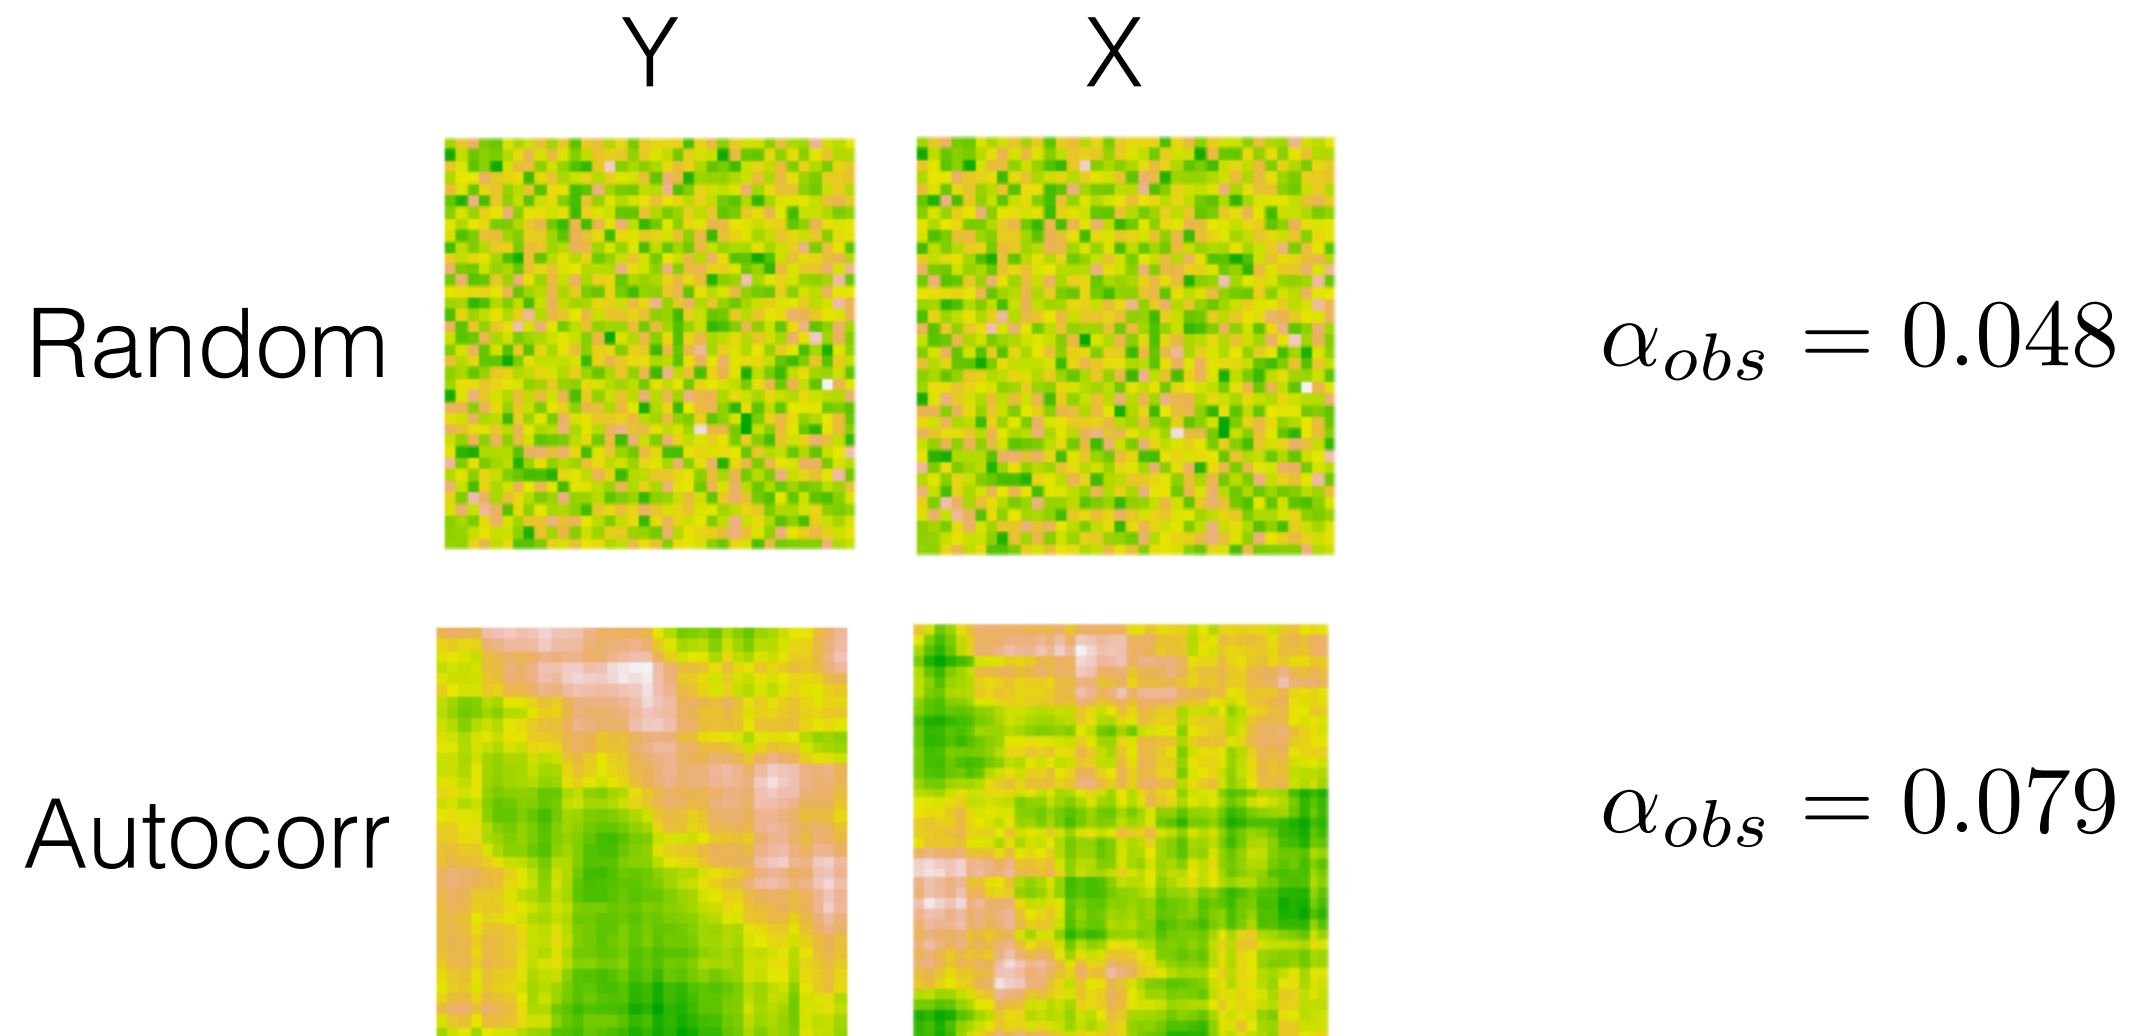 Y X
Random α_obs = 0.048
Autocorr α_obs = 0.079